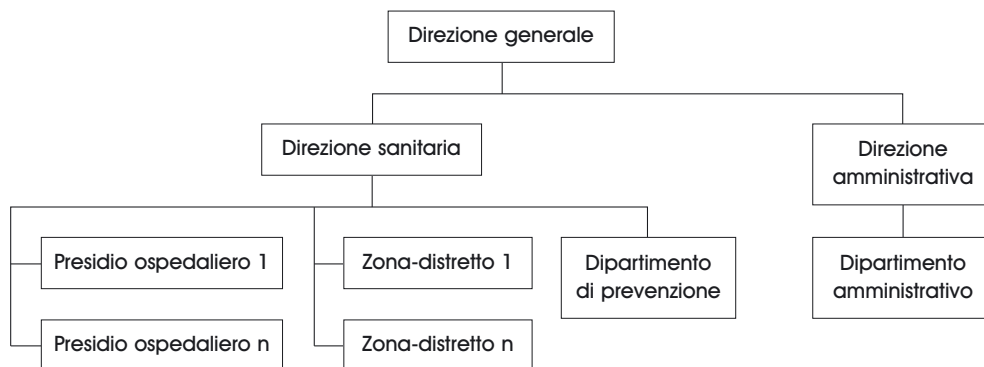 Direzione generale
Direzione sanitaria
Direzione
amministrativa
Presidio ospedaliero 1
Zona-distretto 1
Dipartimento
di prevenzione
Dipartimento
amministrativo
Presidio ospedaliero n
Zona-distretto n